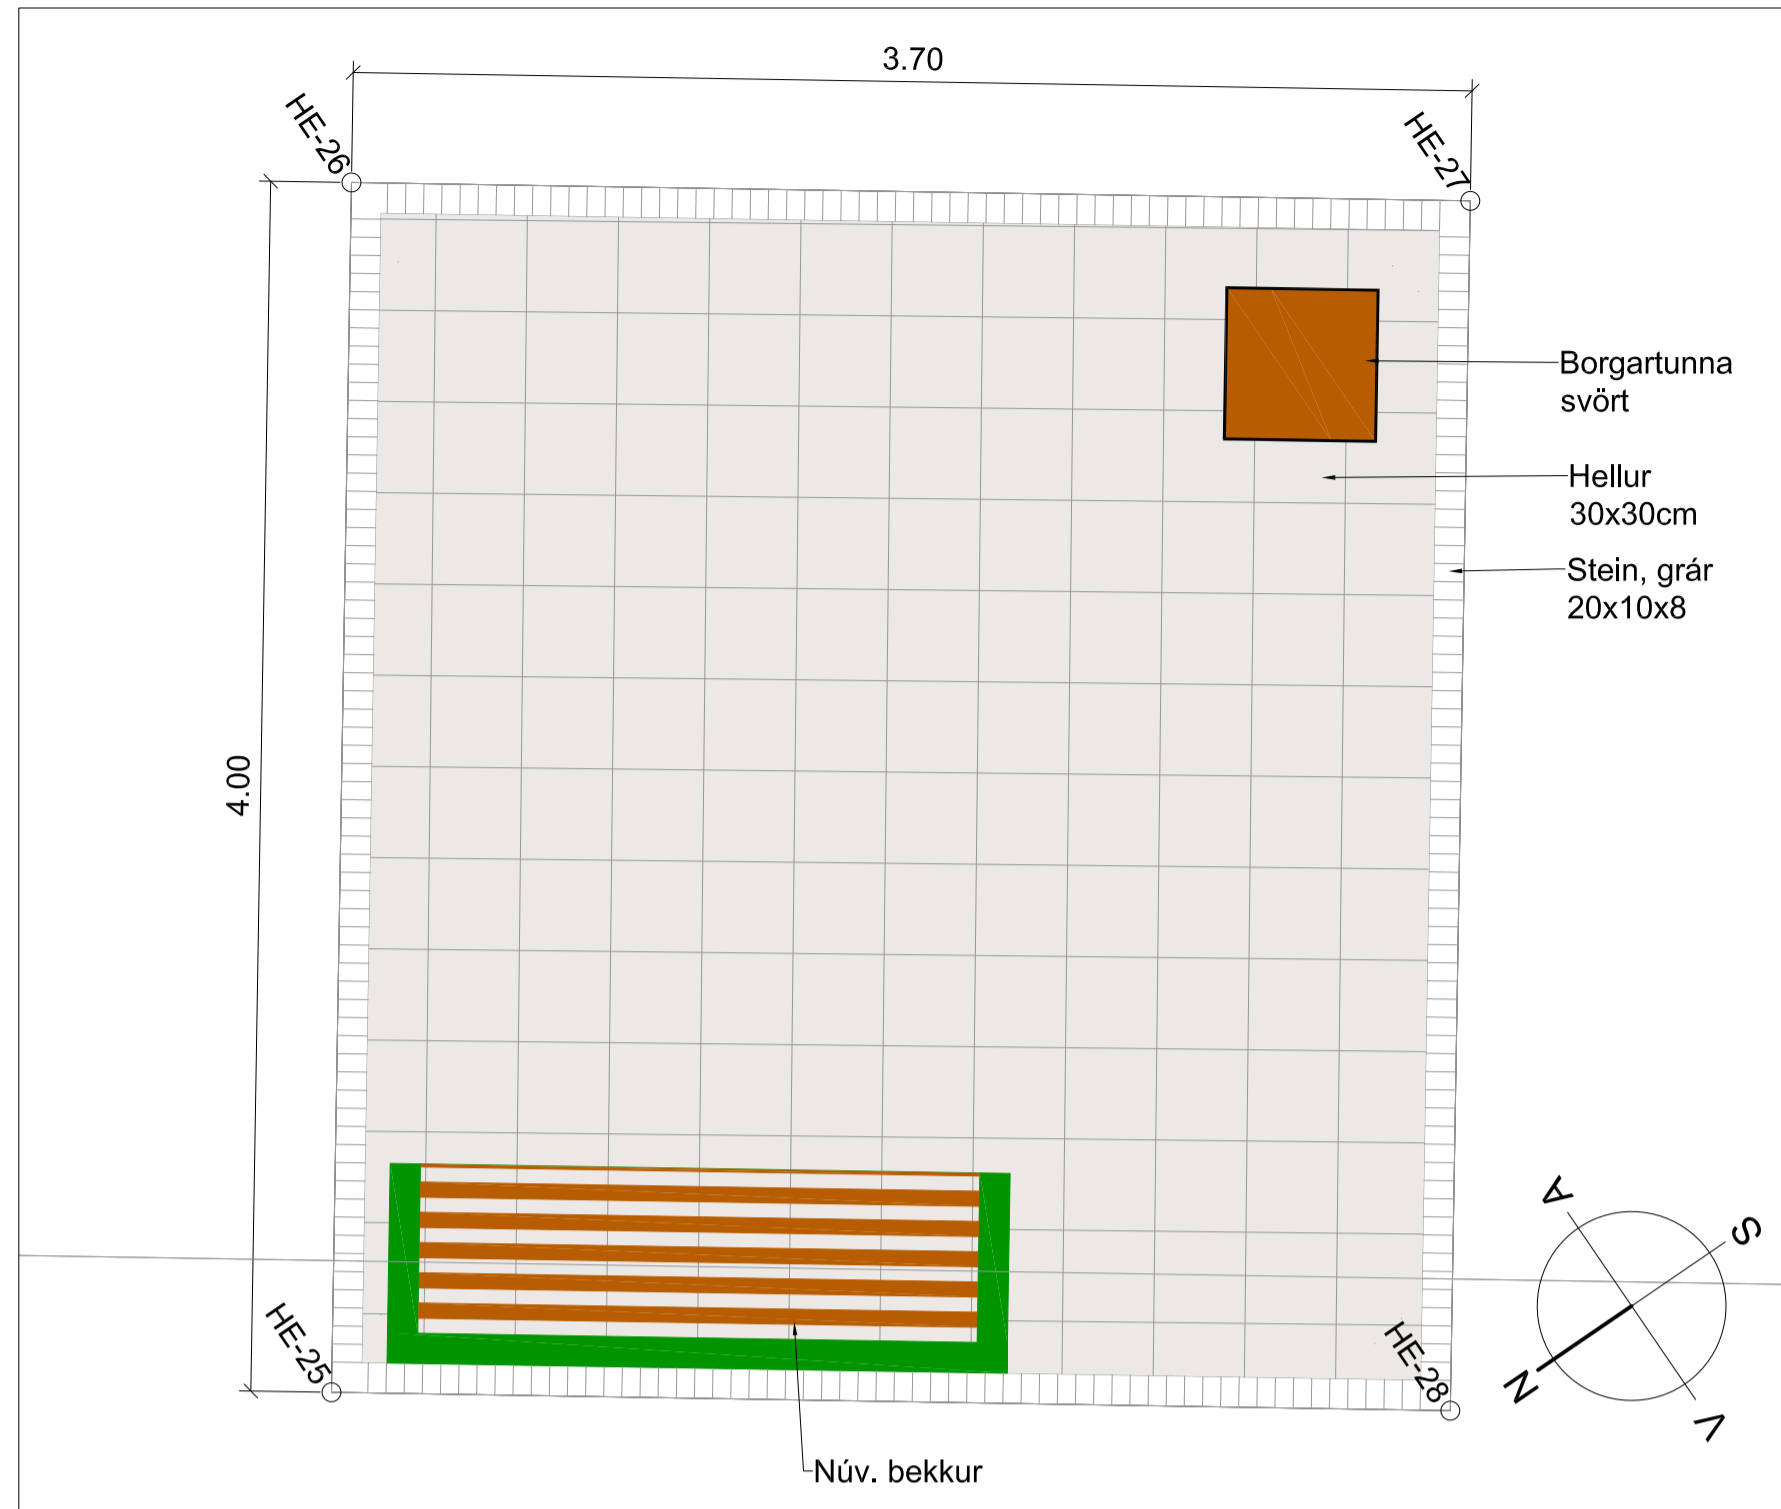 3.70
HE-26
HE-27
Borgartunna
svört
Hellur
30x30cm
Stein, grár
20x10x8
4.00
A
S
N
V
HE-25
HE-28
Núv. bekkur